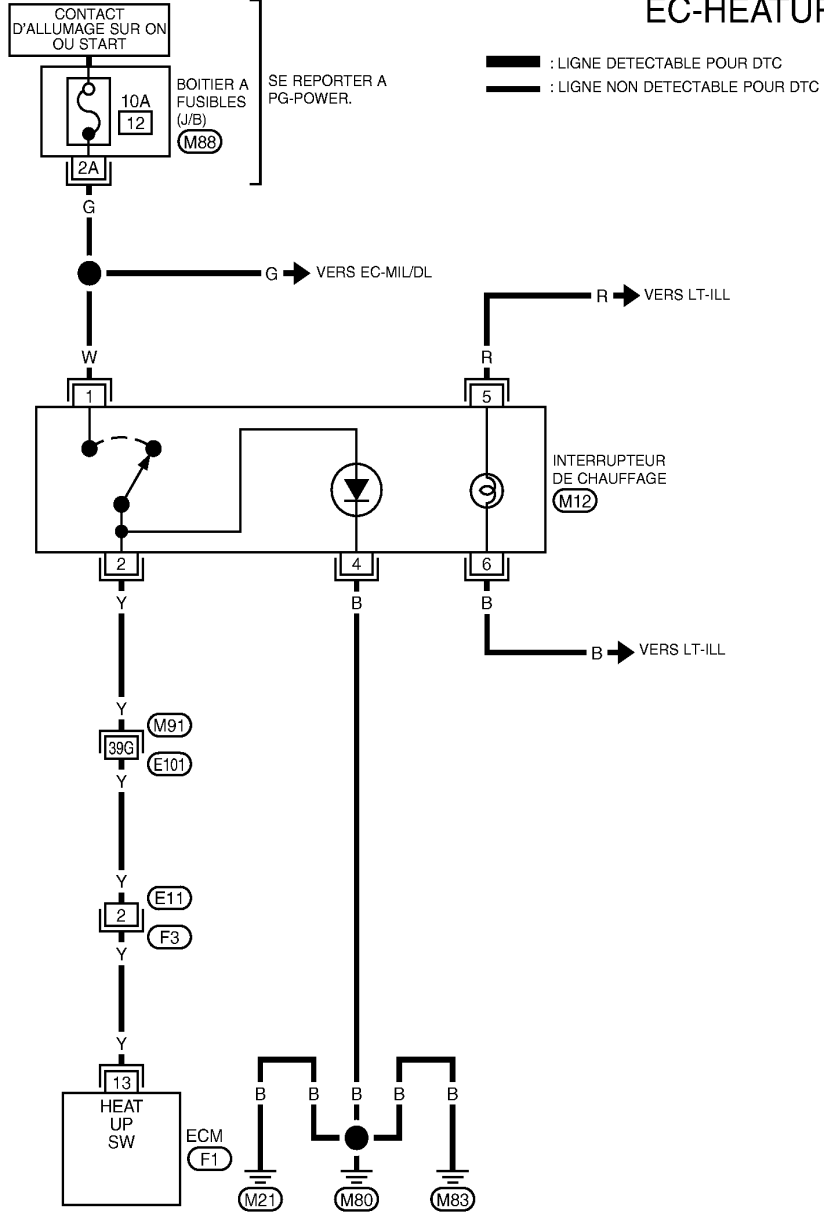 EC-HEATUP
CONTACT
D'ALLUMAGE SUR ON
OU START
10A
12
BOITIER A
FUSIBLES
(J/B)
M88
SE REPORTER A
PG-POWER.
: LIGNE DETECTABLE POUR DTC
: LIGNE NON DETECTABLE POUR DTC
2A
G
G
VERS EC-MIL/DL
R
VERS LT-ILL
W
R
1
5
INTERRUPTEUR
DE CHAUFFAGE
M12
2
4
6
Y
B
B
B
VERS LT-ILL
Y
M91
39G
E101
Y
Y
E11
2
F3
Y
Y
13
HEAT
UP
SW
ECM
F1
B
B
B
B
B
M21
M80
M83